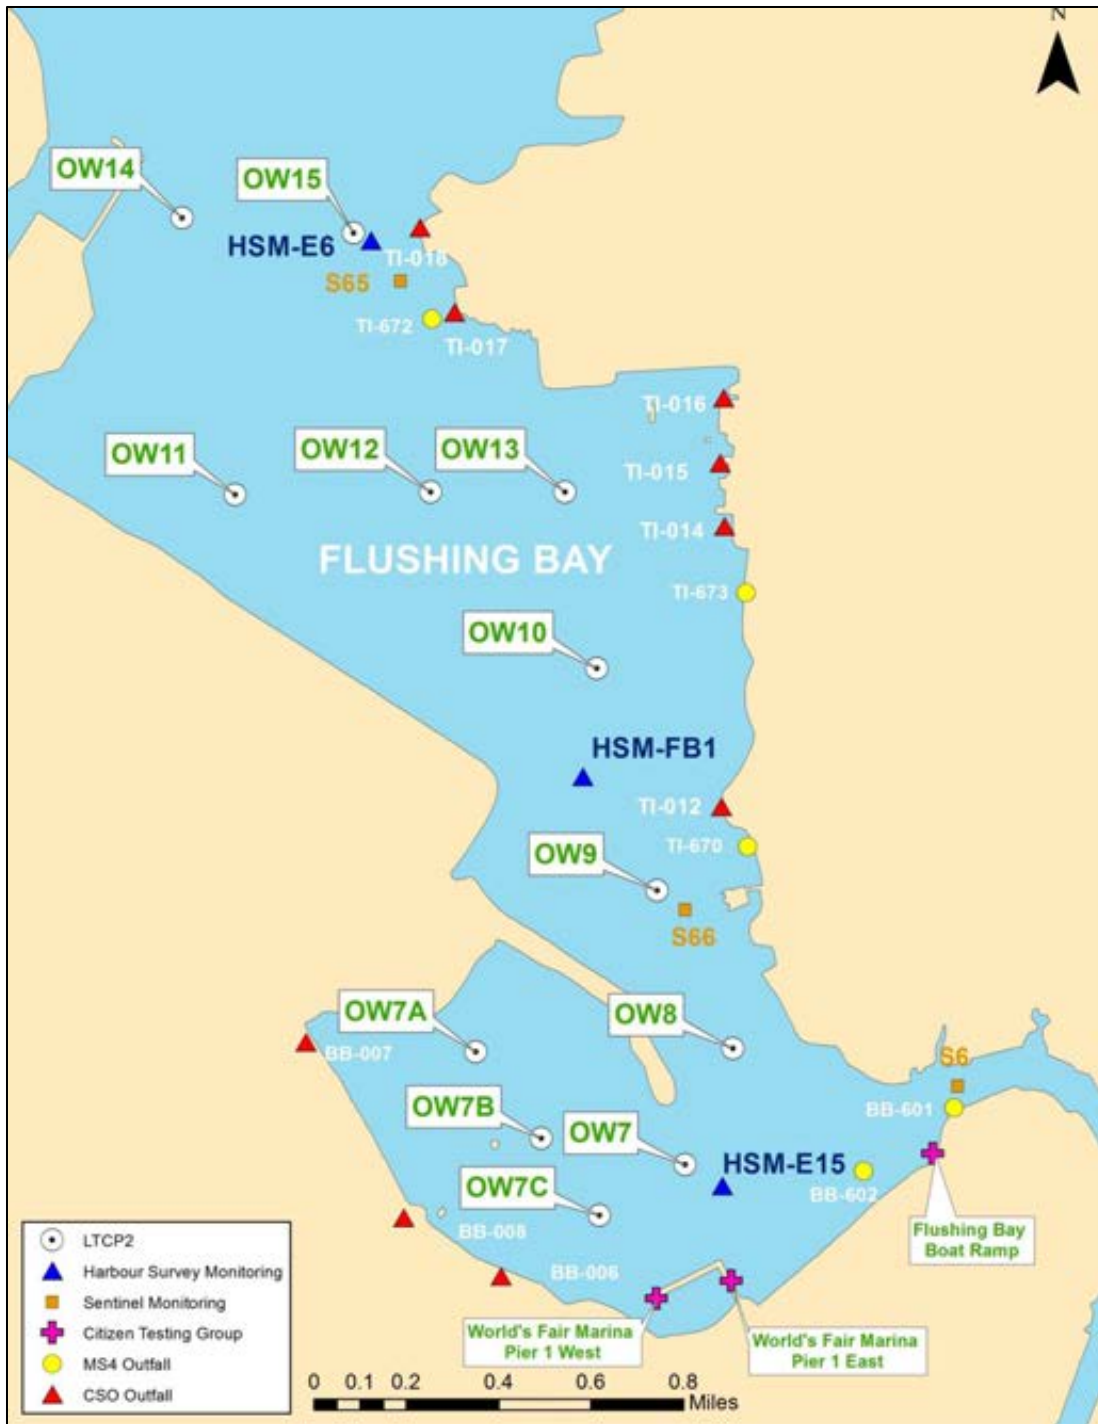 N
OW14
OW15
HSM-E6
TI-018
S65
TI-672
TI-017
TI-016
OW11
OW12
OW13
TI-015
TI-014
FLUSHING BAY
TI-673
OW10
HSM-FB1
TI-012
TI-670
OW9
S66
OW7A
OW8
BB-007
S6
OW7B
BB-601
OW7
HSM-E15
OW7C
BB-602
BB-008
Flushing Bay
Boat Ramp
BB-006
World's Fair Marina
Pier 1 West
World's Fair Marina
Pier 1 East
LTCP2
Harbour Survey Monitoring
Sentinel Monitoring
Citizen Testing Group
MS4 Outfall
CSO Outfall
0 0.1 0.2 0.4 0.6 0.8
Miles